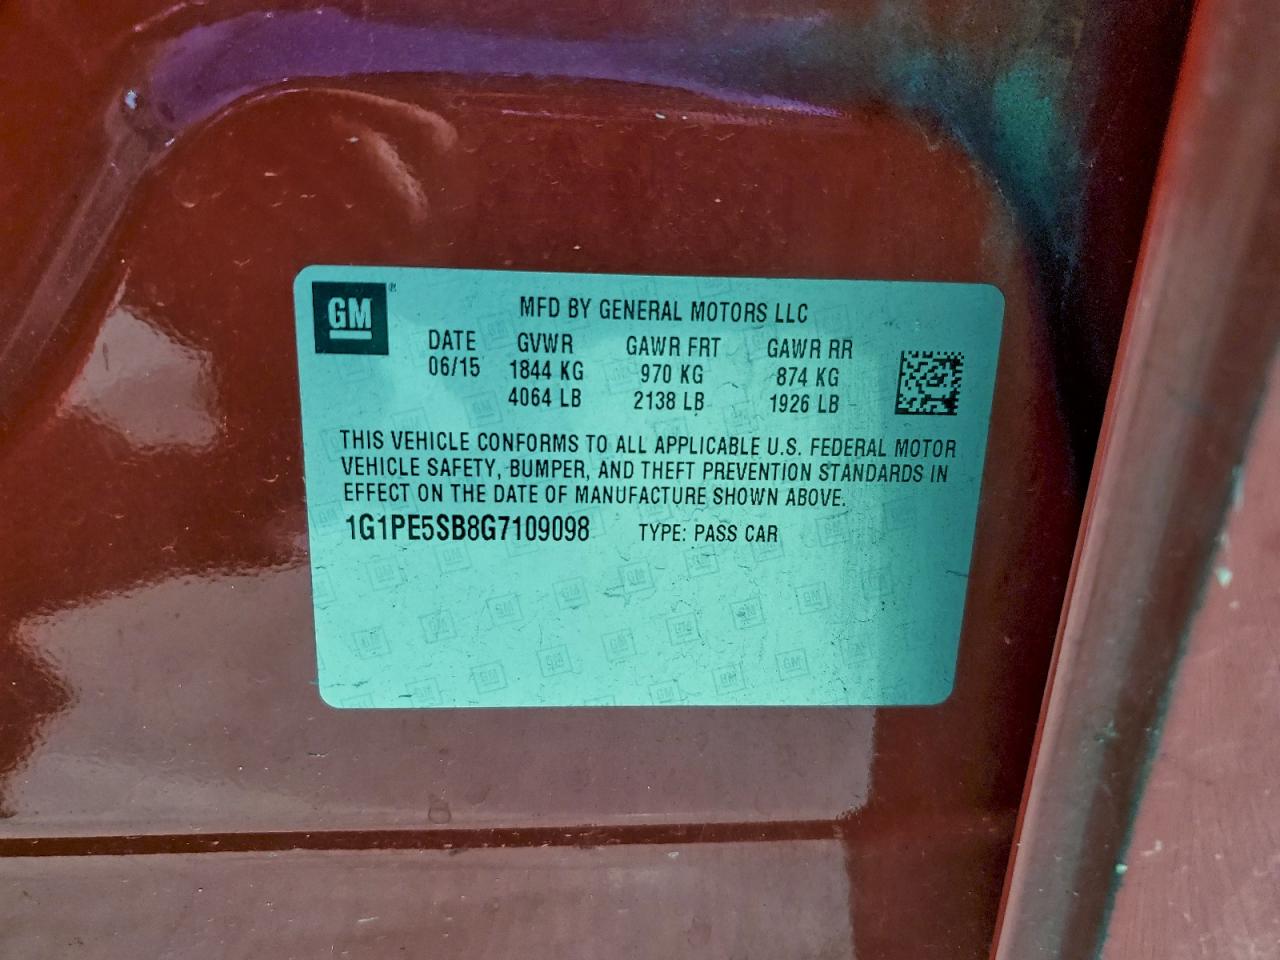 GM®
MFD BY GENERAL MOTORS LLC
DATE GVWR GAWR FRT GAWR RR
06/15 1844 KG 970 KG 874 KG
4064 LB 2138 LB 1926 LB
THIS VEHICLE CONFORMS TO ALL APPLICABLE U.S. FEDERAL MOTOR
VEHICLE SAFETY, BUMPER, AND THEFT PREVENTION STANDARDS IN
EFFECT ON THE DATE OF MANUFACTURE SHOWN ABOVE.
1G1PE5SB8G7109098 TYPE: PASS CAR